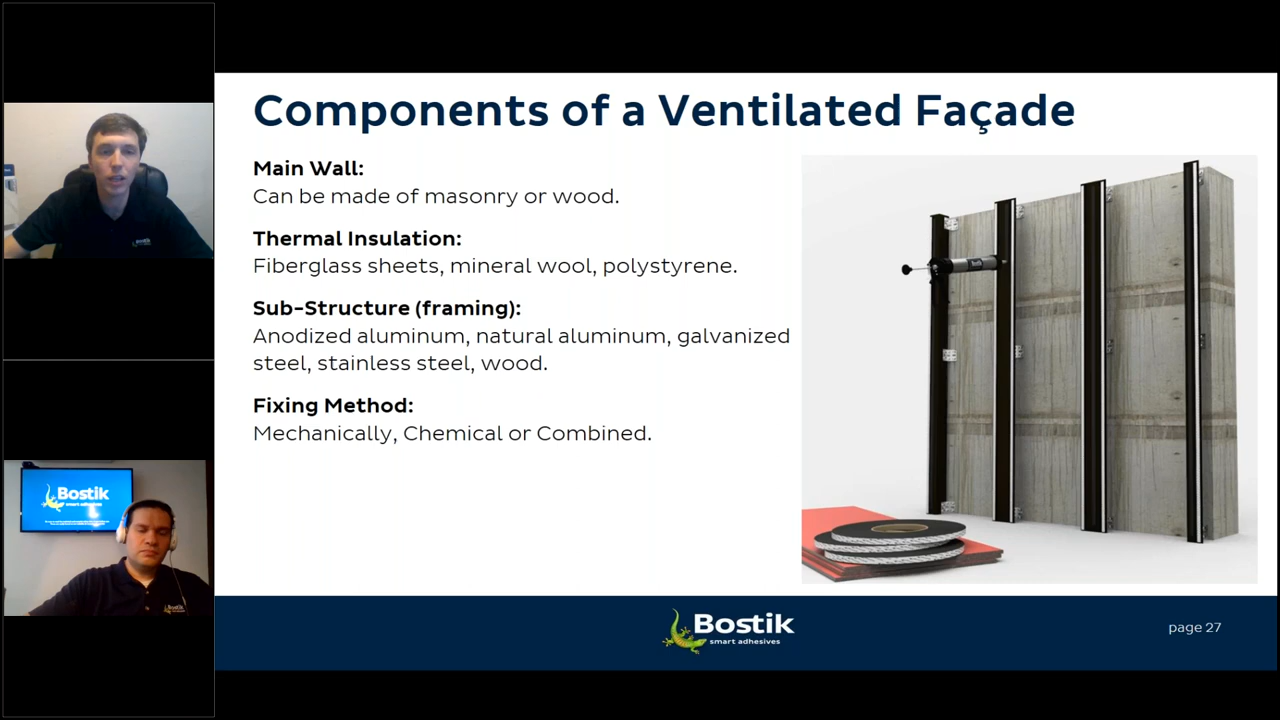 Components of a Ventilated Façade
Main Wall:
Can be made of masonry or wood.
Thermal Insulation:
Fiberglass sheets, mineral wool, polystyrene.
Sub-Structure (framing):
Anodized aluminum, natural aluminum, galvanized
steel, stainless steel, wood.
Fixing Method:
Mechanically, Chemical or Combined.
Bostik
smart adhesives
page 27
Bostik
smart adhesives